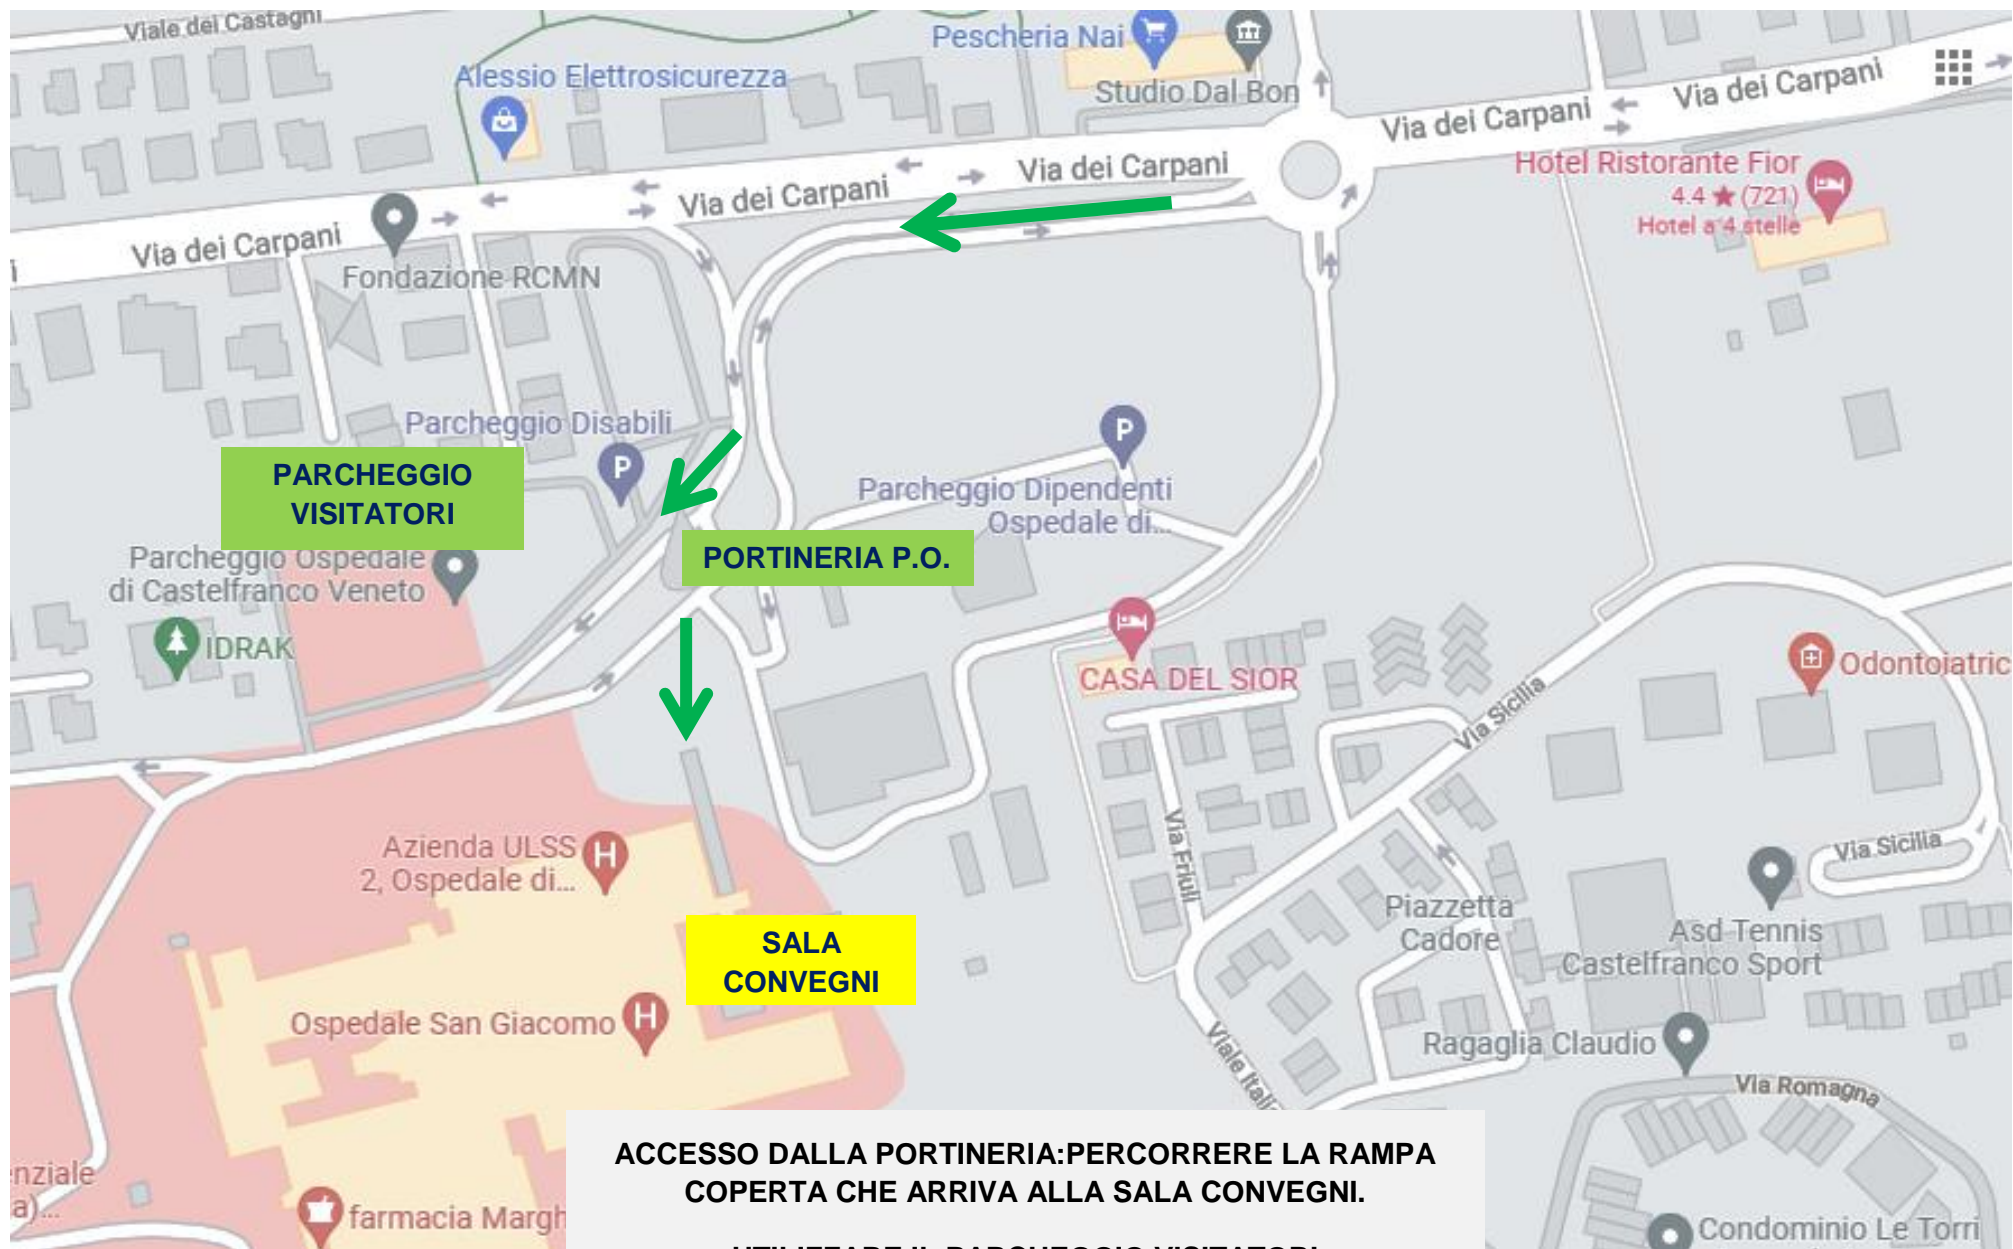 Viale dei Castagni
Pescheria Nai
Alessio Elettrosicurezza
Studio Dal Bon
Via dei Carpani
Via dei Carpani
Hotel Ristorante Fior
4.4 ★ (721)
Hotel a 4 stelle
Via dei Carpani
Via dei Carpani
Via dei Carpani
Fondazione RCMN
Parcheggio Disabili
PARCHEGGIO
VISITATORI
Parcheggio Dipendenti
Ospedale di...
PORTINERIA P.O.
Parcheggio Ospedale
di Castelfranco Veneto
IDRAK
CASA DEL SIOR
Odontoiatric
Via Sicilia
Via Friuli
Via Sicilia
Azienda ULSS
2, Ospedale di...
Piazzetta
Cadore
Asd Tennis
Castelfranco Sport
SALA
CONVEGNI
Ospedale San Giacomo
Ragaglia Claudio
Viale Itali
Via Romagna
ACCESSO DALLA PORTINERIA:PERCORRERE LA RAMPA
COPERTA CHE ARRIVA ALLA SALA CONVEGNI.
nziale
a)...
farmacia Margh
Condominio Le Torri
UTILIZZARE IL PARCHEGGIO VISITATORI